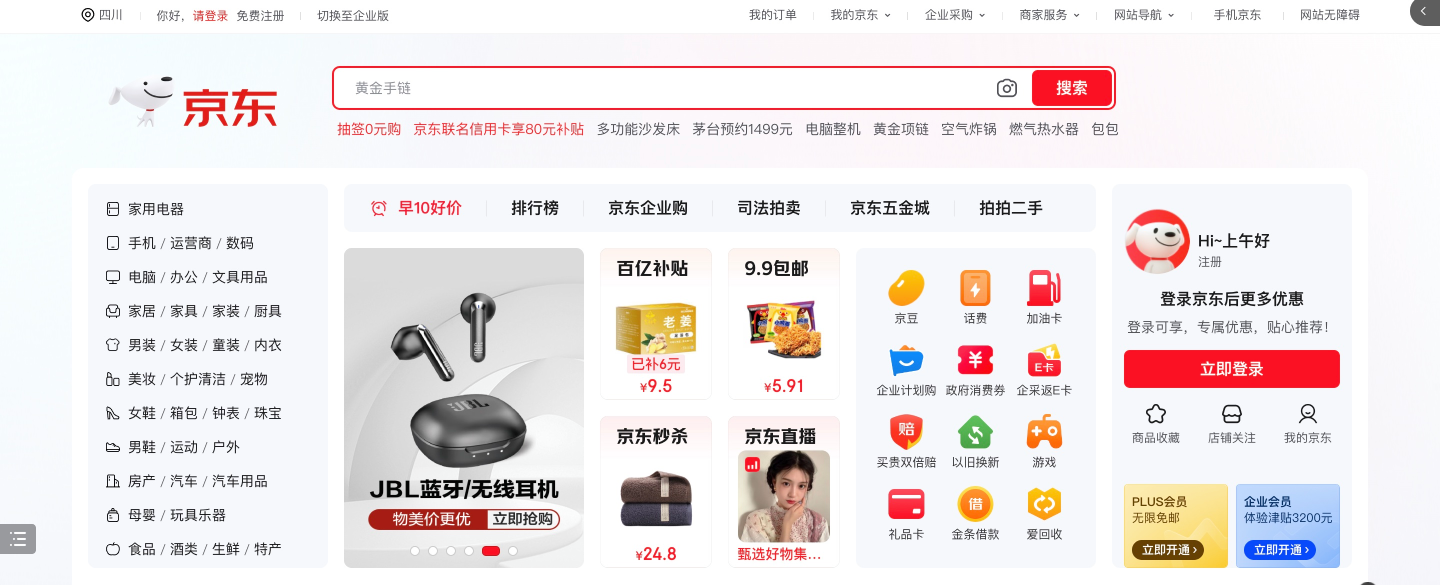 四川 你好，请登录 免费注册 切换至企业版 我的订单 我的京东 企业采购 商家服务 网站导航 手机京东 网站无障碍
京东
黄金手链 搜索
抽签0元购 京东联名信用卡享80元补贴 多功能沙发床 茅台预约1499元 电脑整机 黄金项链 空气炸锅 燃气热水器 包包
家用电器
手机 / 运营商 / 数码
电脑 / 办公 / 文具用品
家居 / 家具 / 家装 / 厨具
男装 / 女装 / 童装 / 内衣
美妆 / 个护清洁 / 宠物
女鞋 / 箱包 / 钟表 / 珠宝
男鞋 / 运动 / 户外
房产 / 汽车 / 汽车用品
母婴 / 玩具乐器
食品 / 酒类 / 生鲜 / 特产
早10好价 排行榜 京东企业购 司法拍卖 京东五金城 拍拍二手
JBL
JBL蓝牙/无线耳机
物美价更优 立即抢购
百亿补贴
老姜
已补6元
¥9.5
9.9包邮
¥5.91
京东秒杀
¥24.8
京东直播
甄选好物集...
京豆 话费 加油卡
¥ E卡
企业计划购 政府消费券 企采返E卡
赔
买贵双倍赔 以旧换新 游戏
借
礼品卡 金条借款 爱回收
Hi~上午好
注册
登录京东后更多优惠
登录可享，专属优惠，贴心推荐！
立即登录
商品收藏 店铺关注 我的京东
PLUS会员
无限免邮
立即开通 ›
企业会员
体验津贴3200元
立即开通 ›